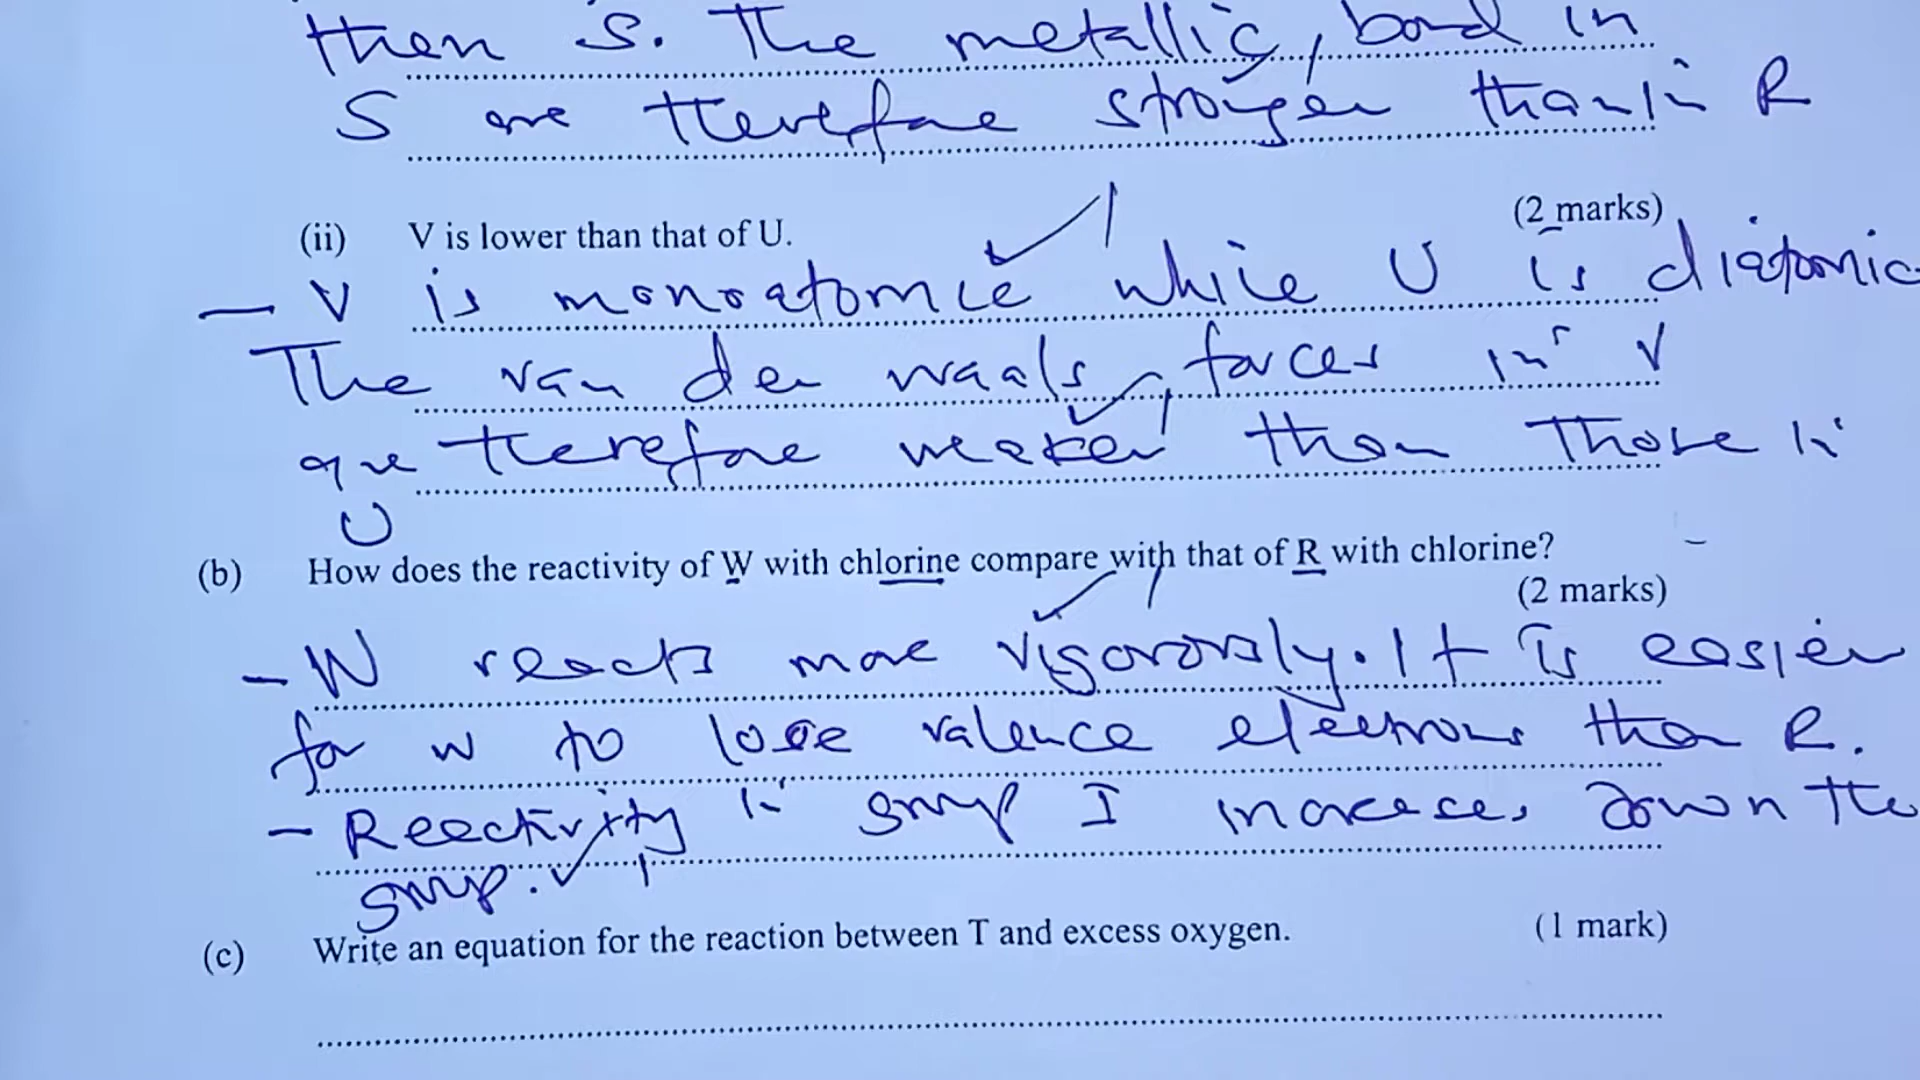 then S. The metallic bond in
S are therefore stronger than in R
(ii) V is lower than that of U. (2 marks)
- V is monoatomic while U is diatomic
The van der waals forces in V
are therefore weaker than those in
U
(b) How does the reactivity of W with chlorine compare with that of R with chlorine?
(2 marks)
- W reacts more vigorously. It is easier
for W to lose valence electrons than R.
- Reactivity in group I increases down the
group.
(c) Write an equation for the reaction between T and excess oxygen. (1 mark)